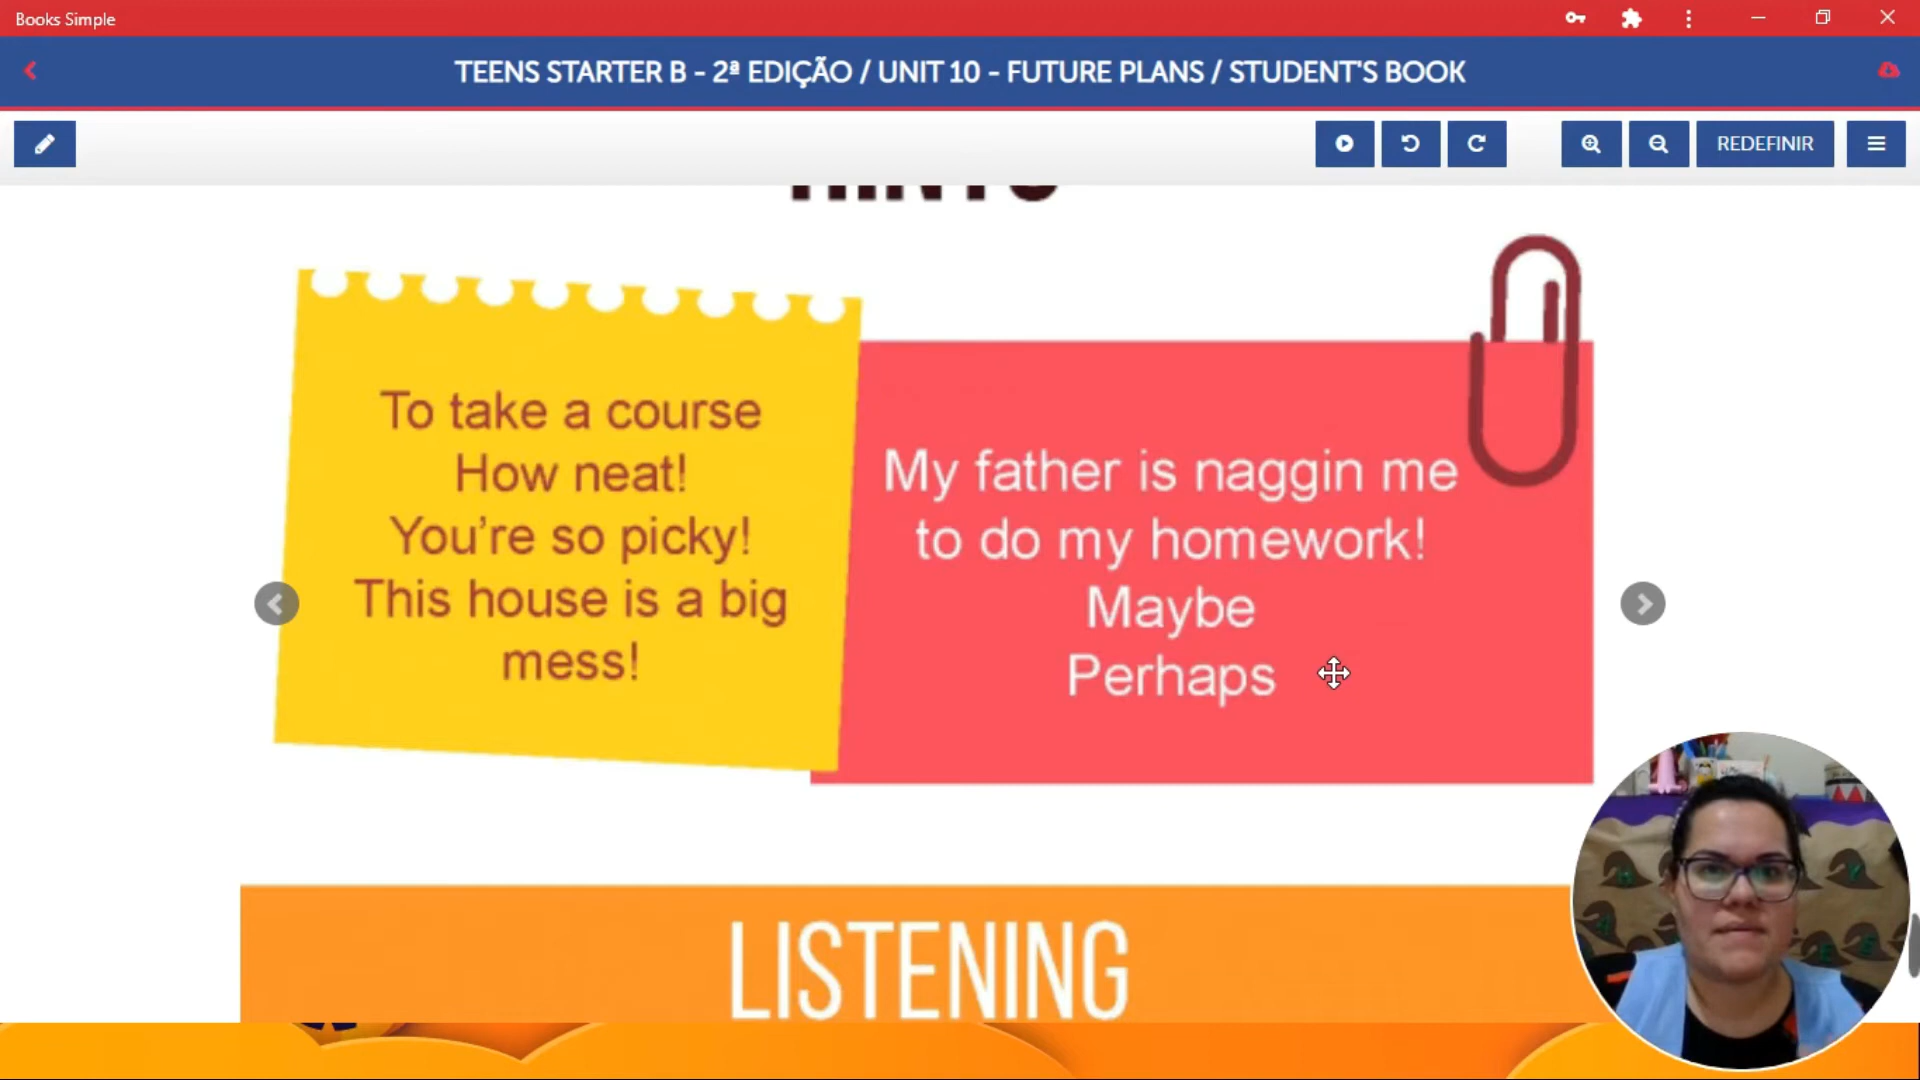 Books Simple
TEENS STARTER B - 2ª EDIÇÃO / UNIT 10 - FUTURE PLANS / STUDENT'S BOOK
REDEFINIR
To take a course
How neat!
You're so picky!
This house is a big
mess!
My father is naggin me
to do my homework!
Maybe
Perhaps
LISTENING